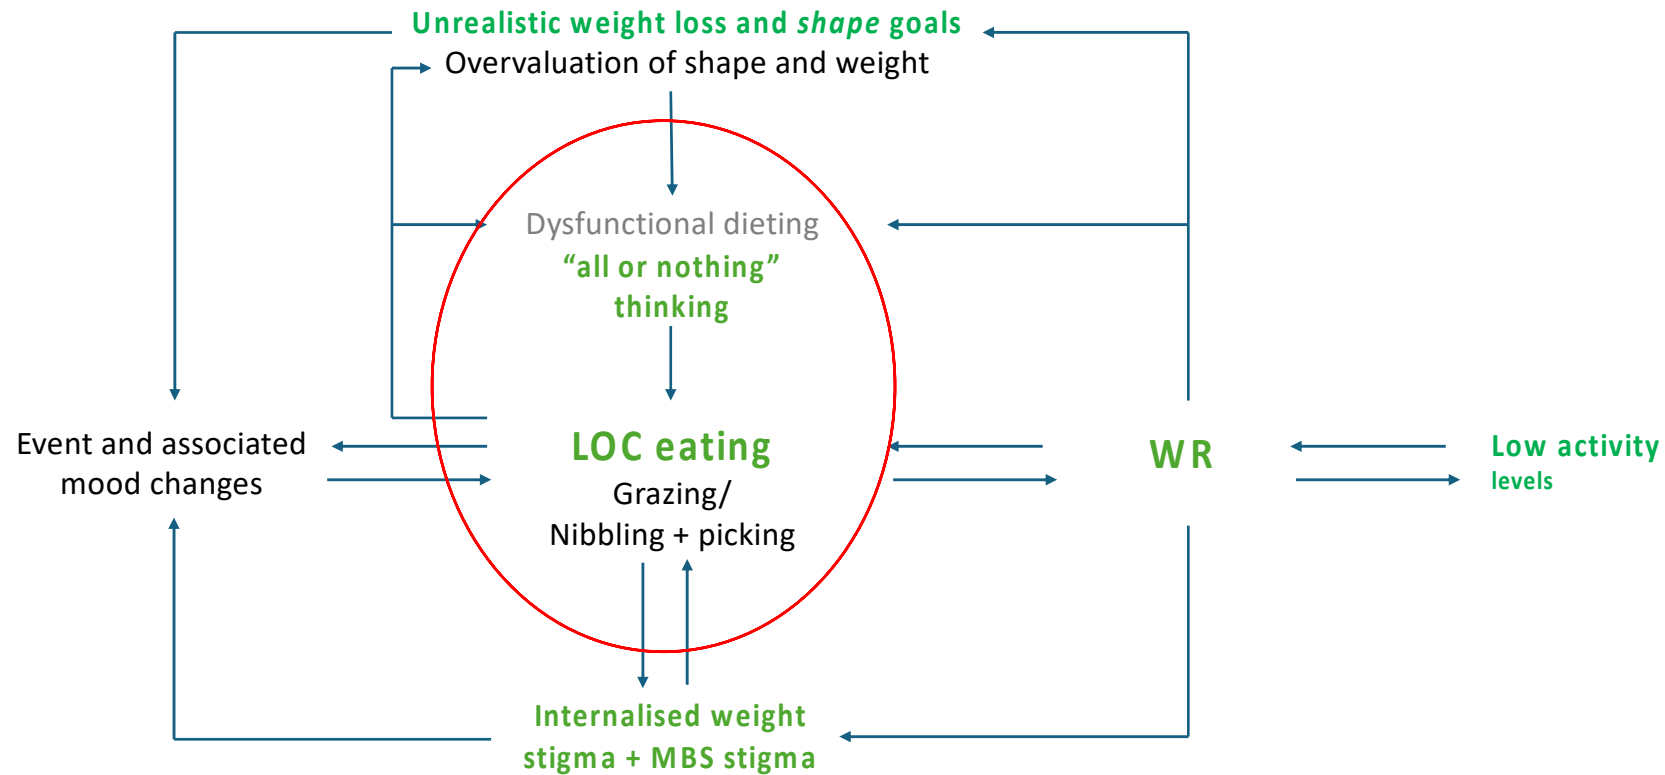 Unrealistic weight loss and shape goals
Overvaluation of shape and weight
Dysfunctional dieting
“all or nothing”
thinking
Event and associated
mood changes
LOC eating
Grazing/
Nibbling + picking
WR
Low activity
levels
Internalised weight
stigma + MBS stigma